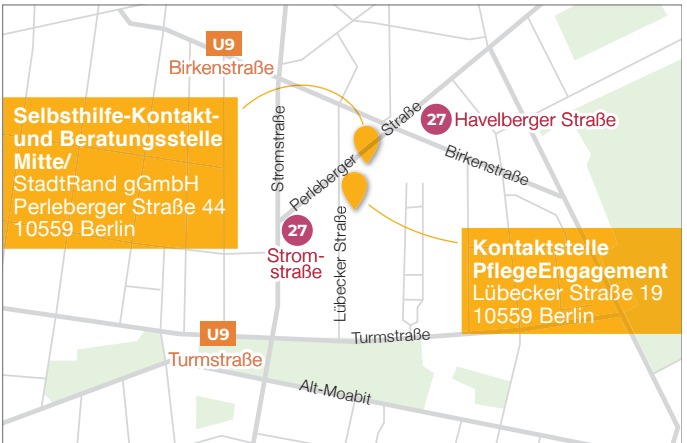 U9
Birkenstraße
Selbsthilfe-Kontakt-
und Beratungsstelle
Mitte/
StadtRand gGmbH
Perleberger Straße 44
10559 Berlin
Stromstraße
Perleberger Straße
27 Havelberger Straße
Birkenstraße
27
Strom-
straße
Lübecker Straße
Kontaktstelle
PflegeEngagement
Lübecker Straße 19
10559 Berlin
U9
Turmstraße
Turmstraße
Alt-Moabit